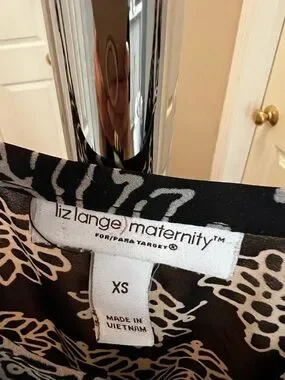 liz lange) maternity™
FOR/PARA TARGET®
XS
MADE IN
VIETNAM